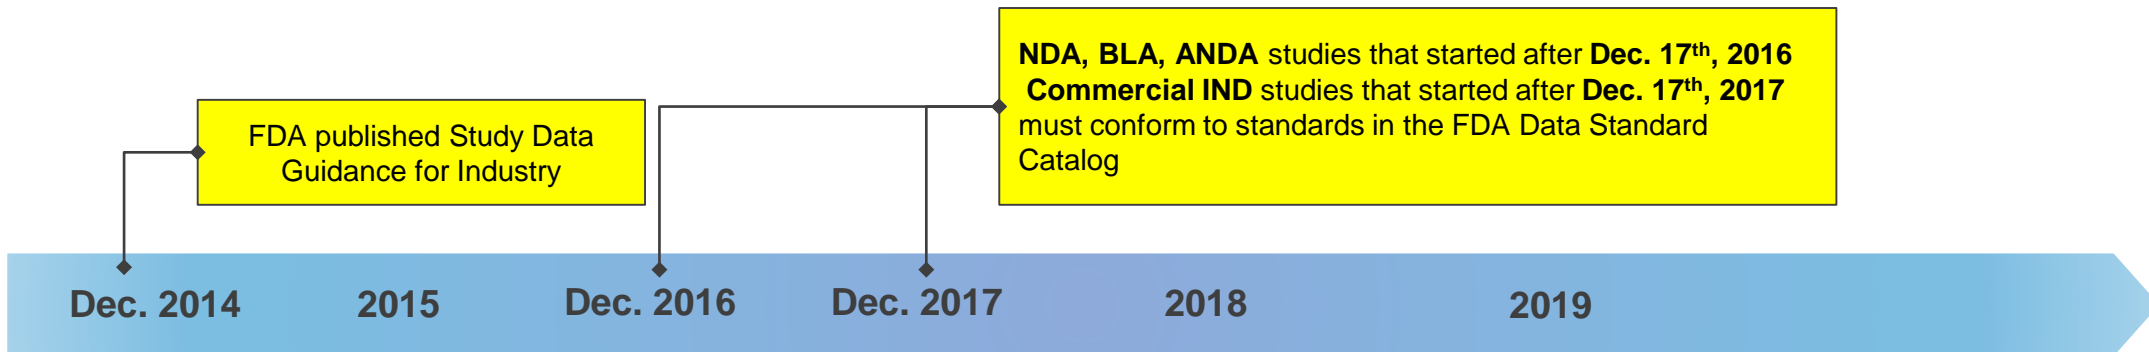 NDA, BLA, ANDA studies that started after Dec. 17th, 2016
Commercial IND studies that started after Dec. 17th, 2017
must conform to standards in the FDA Data Standard
Catalog
FDA published Study Data
Guidance for Industry
Dec. 2014 2015 Dec. 2016 Dec. 2017 2018 2019